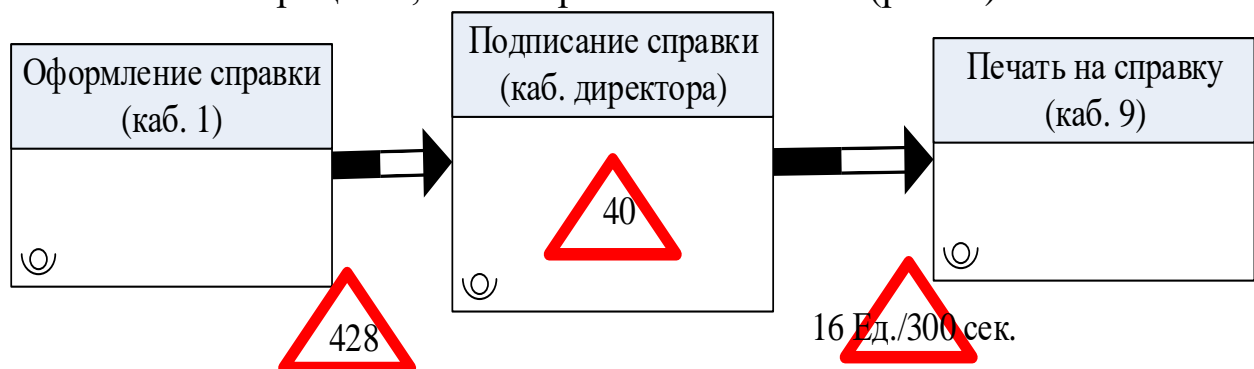 Оформление справки
(каб. 1)
Подписание справки
(каб. директора)
Печать на справку
(каб. 9)
40
428
16 Ед./300 сек.